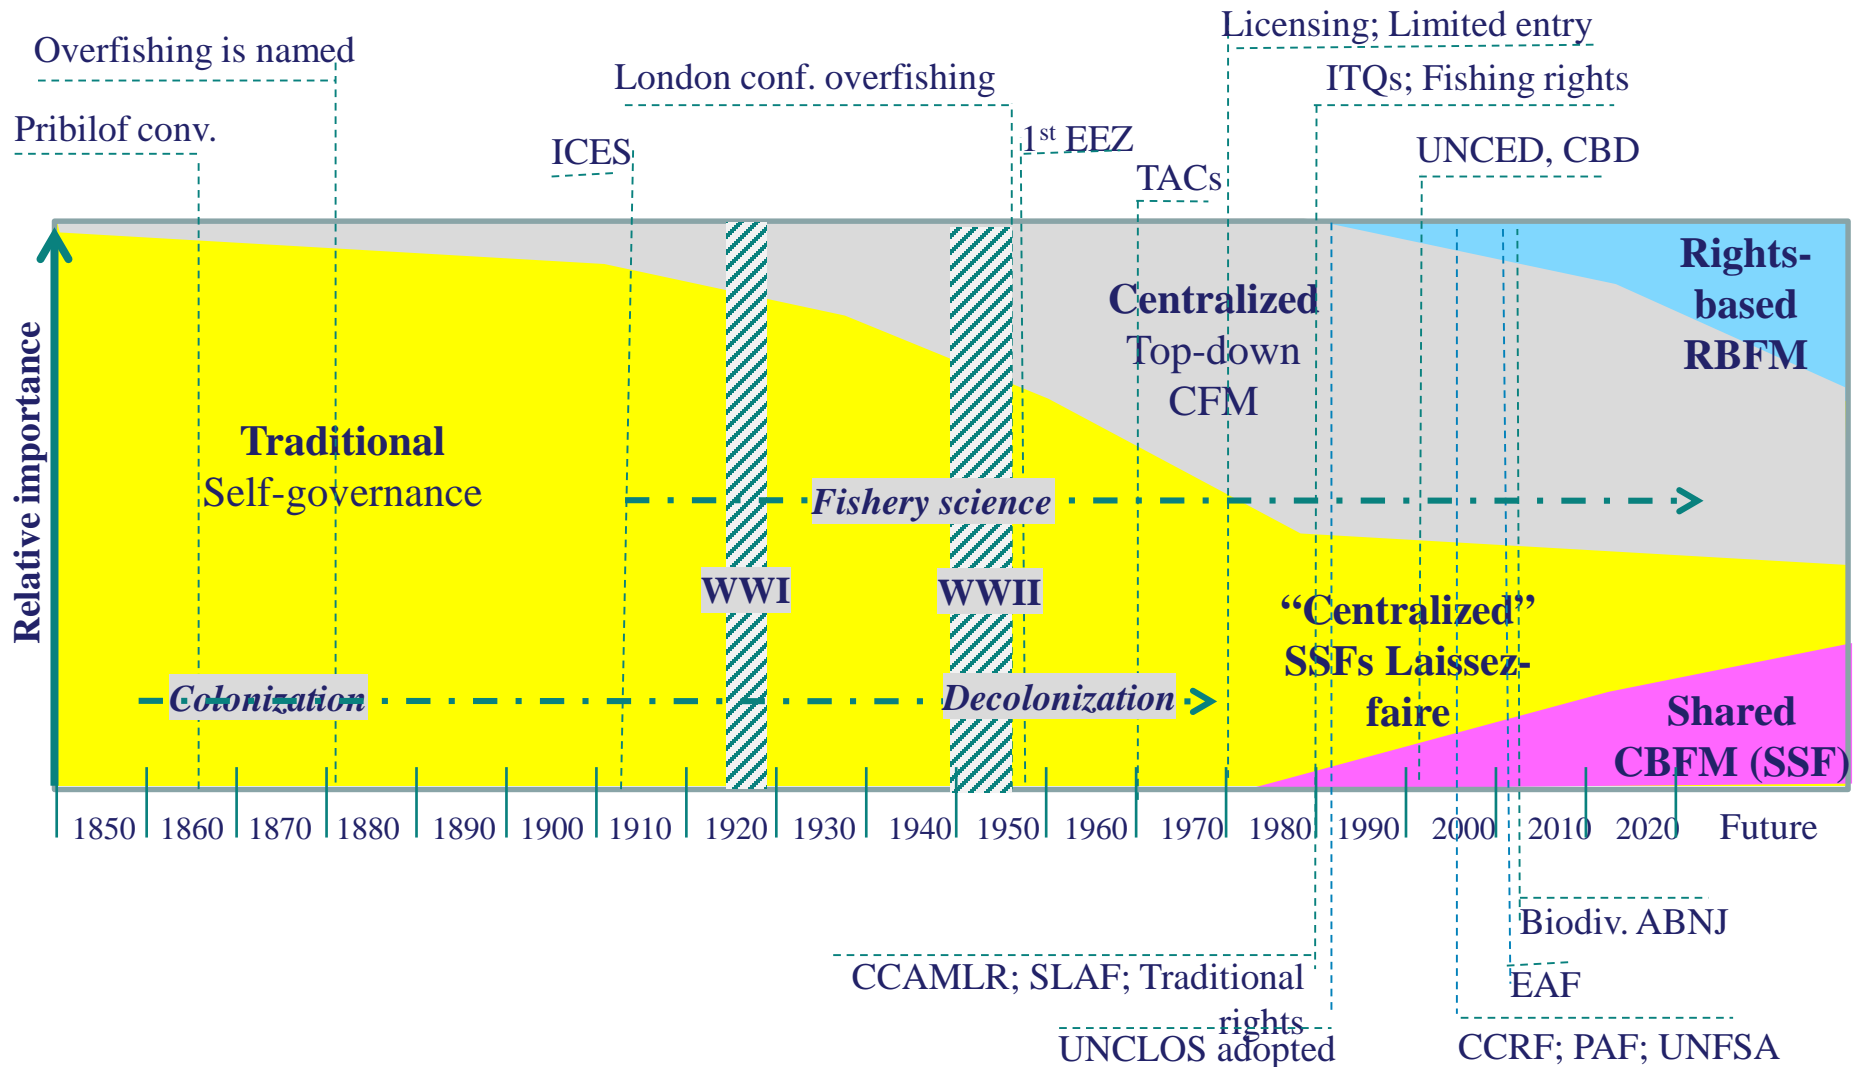 Licensing; Limited entry
Overfishing is named
London conf. overfishing
ITQs; Fishing rights
Pribilof conv.
ICES
1st EEZ
UNCED, CBD
TACs
Relative importance
Traditional
Self-governance
Centralized
Top-down
CFM
Rights-
based
RBFM
Fishery science
WWI
WWII
“Centralized”
SSFs Laissez-
faire
Colonization
Decolonization
Shared
CBFM (SSF)
1850 1860 1870 1880 1890 1900 1910 1920 1930 1940 1950 1960 1970 1980 1990 2000 2010 2020 Future
Biodiv. ABNJ
CCAMLR; SLAF; Traditional
rights
EAF
UNCLOS adopted
CCRF; PAF; UNFSA